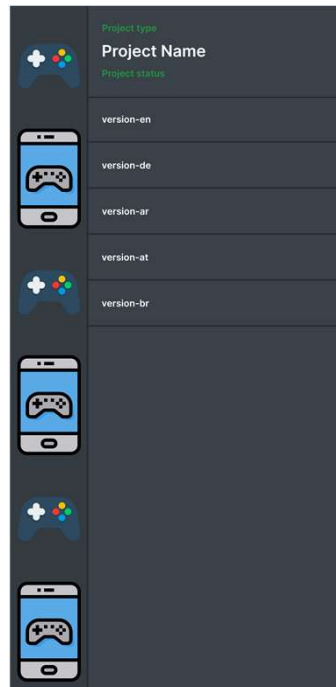 Project type
Project Name
Project status
version-en
version-de
version-ar
version-at
version-br